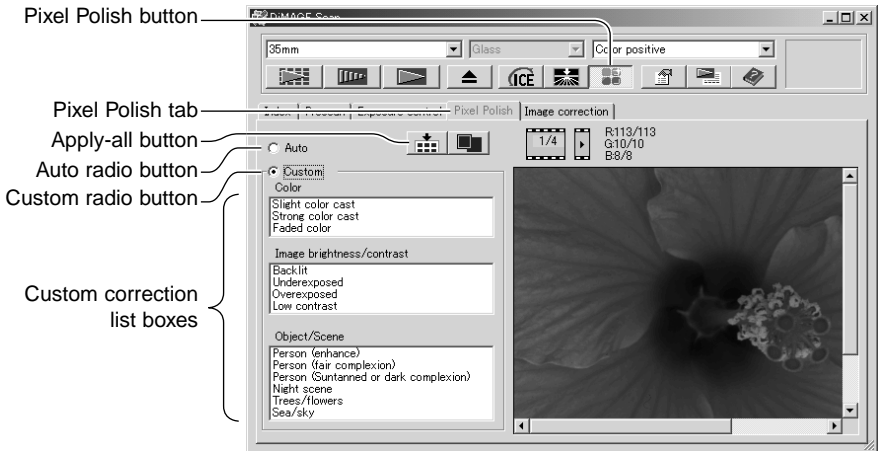 Pixel Polish button
DiMAGE Scan
35mm
Glass
Color positive
ICE
Pixel Polish tab
Index
Prescan
Exposure control
Pixel Polish
Image correction
Apply-all button
Auto radio button
Custom radio button
Auto
1/4
R:113/113
G:10/10
B:8/8
Custom
Color
Slight color cast
Strong color cast
Faded color
Image brightness/contrast
Backlit
Underexposed
Overexposed
Low contrast
Custom correction
list boxes
Object/Scene
Person (enhance)
Person (fair complexion)
Person (Suntanned or dark complexion)
Night scene
Trees/flowers
Sea/sky